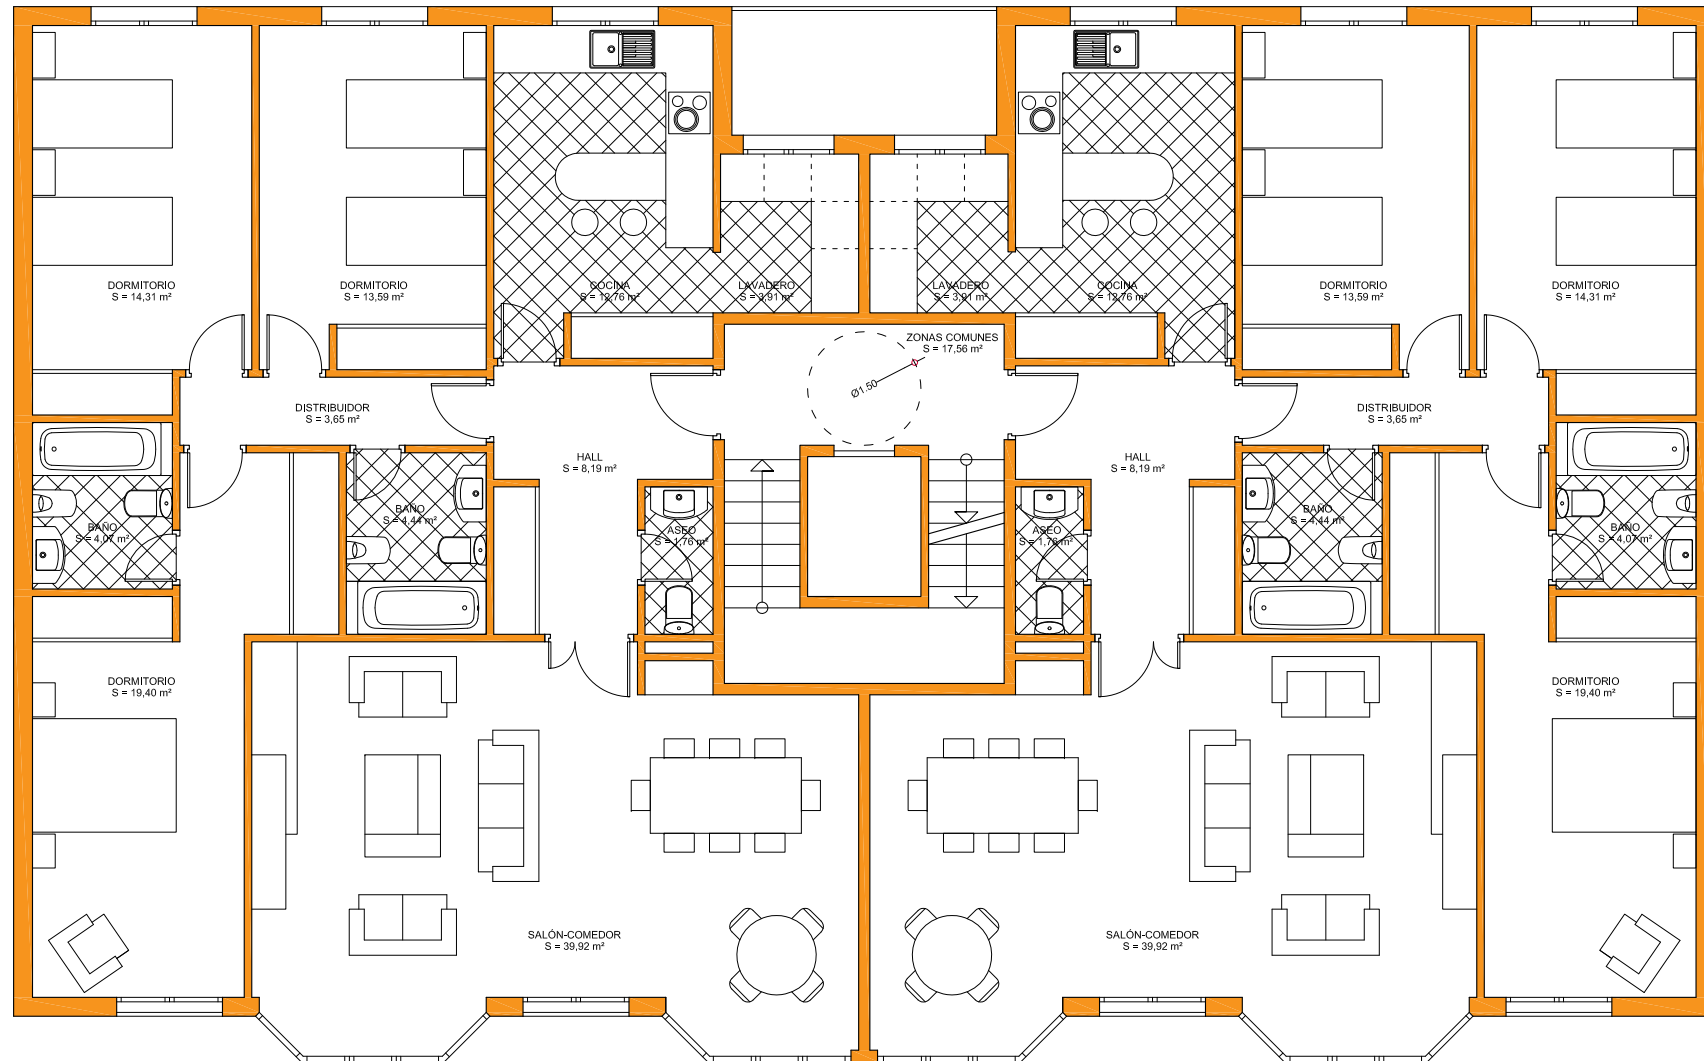 DORMITORIO
S = 14,31 m²
DORMITORIO
S = 13,59 m²
COCINA
S = 12,76 m²
LAVADERO
S = 3,91 m²
LAVADERO
S = 3,91 m²
COCINA
S = 12,76 m²
DORMITORIO
S = 13,59 m²
DORMITORIO
S = 14,31 m²
ZONAS COMUNES
S = 17,56 m²
Ø1.50
DISTRIBUIDOR
S = 3,65 m²
DISTRIBUIDOR
S = 3,65 m²
HALL
S = 8,19 m²
HALL
S = 8,19 m²
BAÑO
S = 4,07 m²
BAÑO
S = 4,44 m²
ASEO
S = 1,76 m²
ASEO
S = 1,76 m²
BAÑO
S = 4,44 m²
BAÑO
S = 4,07 m²
DORMITORIO
S = 19,40 m²
DORMITORIO
S = 19,40 m²
SALÓN-COMEDOR
S = 39,92 m²
SALÓN-COMEDOR
S = 39,92 m²